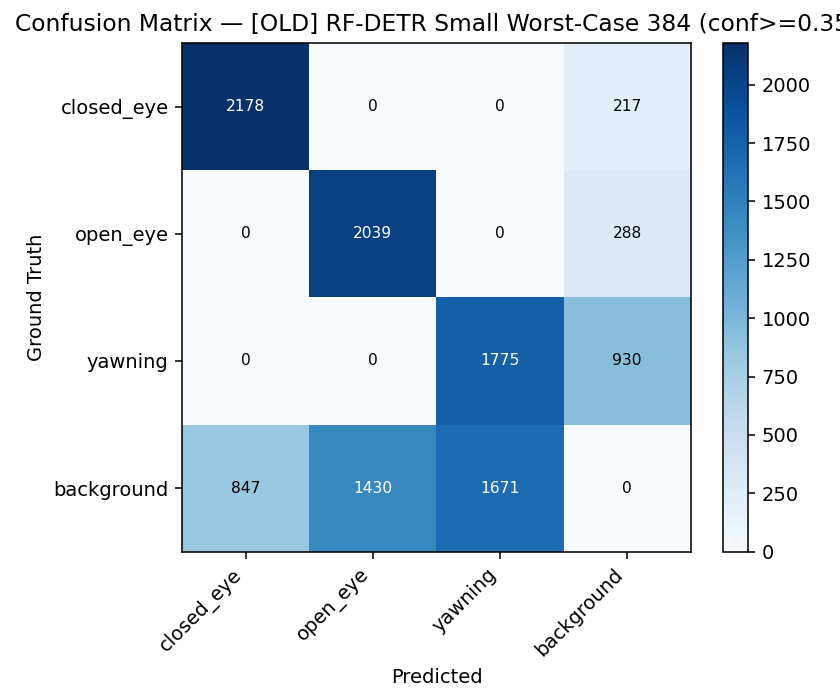 Confusion Matrix — [OLD] RF-DETR Small Worst-Case 384 (conf>=0.35
closed_eye 2178 0 0 217
open_eye 0 2039 0 288
yawning 0 0 1775 930
background 847 1430 1671 0
Ground Truth
closed_eye open_eye yawning background
Predicted
2000
1750
1500
1250
1000
750
500
250
0